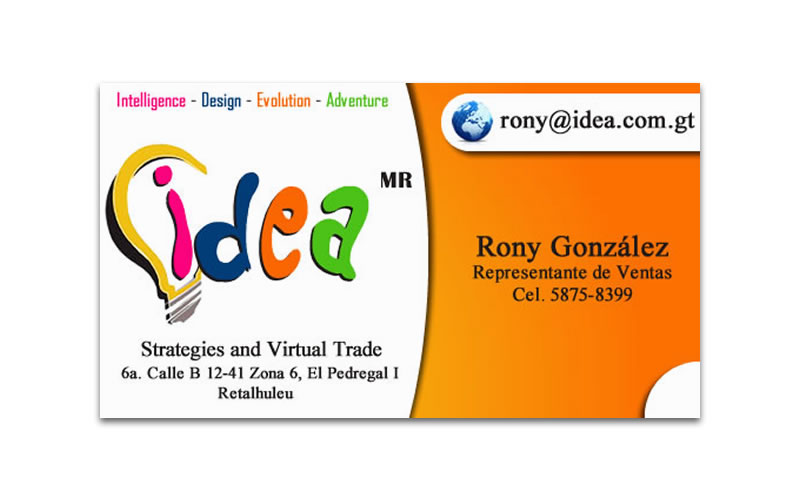 Intelligence - Design - Evolution - Adventure
idea MR
Strategies and Virtual Trade
6a. Calle B 12-41 Zona 6, El Pedregal I
Retalhuleu
rony@idea.com.gt
Rony González
Representante de Ventas
Cel. 5875-8399